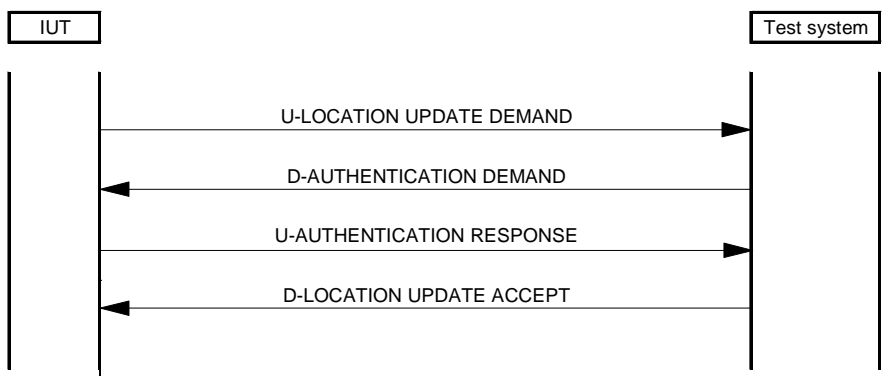 IUT
Test system
U-LOCATION UPDATE DEMAND
D-AUTHENTICATION DEMAND
U-AUTHENTICATION RESPONSE
D-LOCATION UPDATE ACCEPT